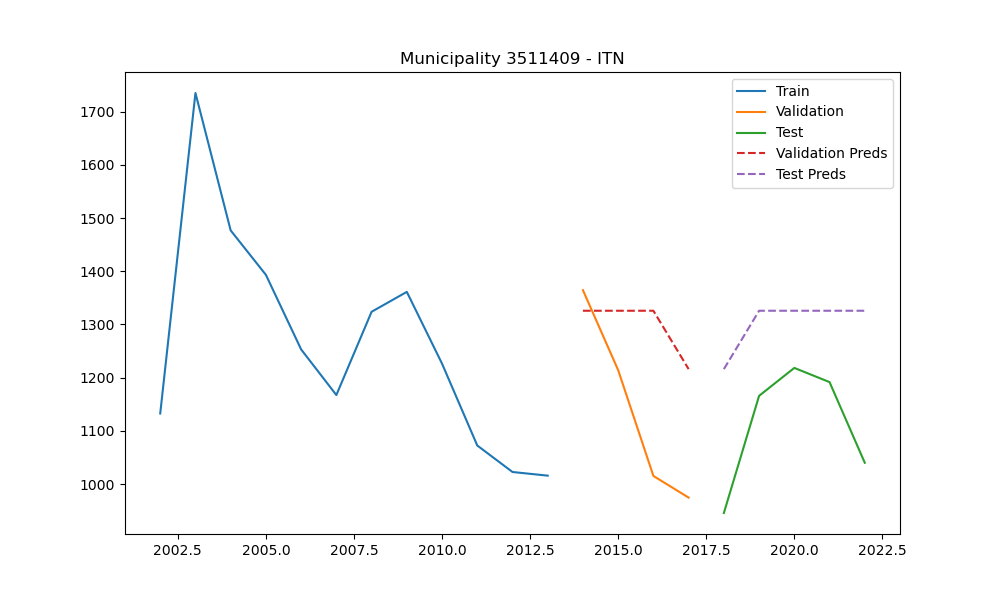 Municipality 3511409 - ITN
Train
Validation
Test
Validation Preds
Test Preds
1700
1600
1500
1400
1300
1200
1100
1000
2002.5 2005.0 2007.5 2010.0 2012.5 2015.0 2017.5 2020.0 2022.5